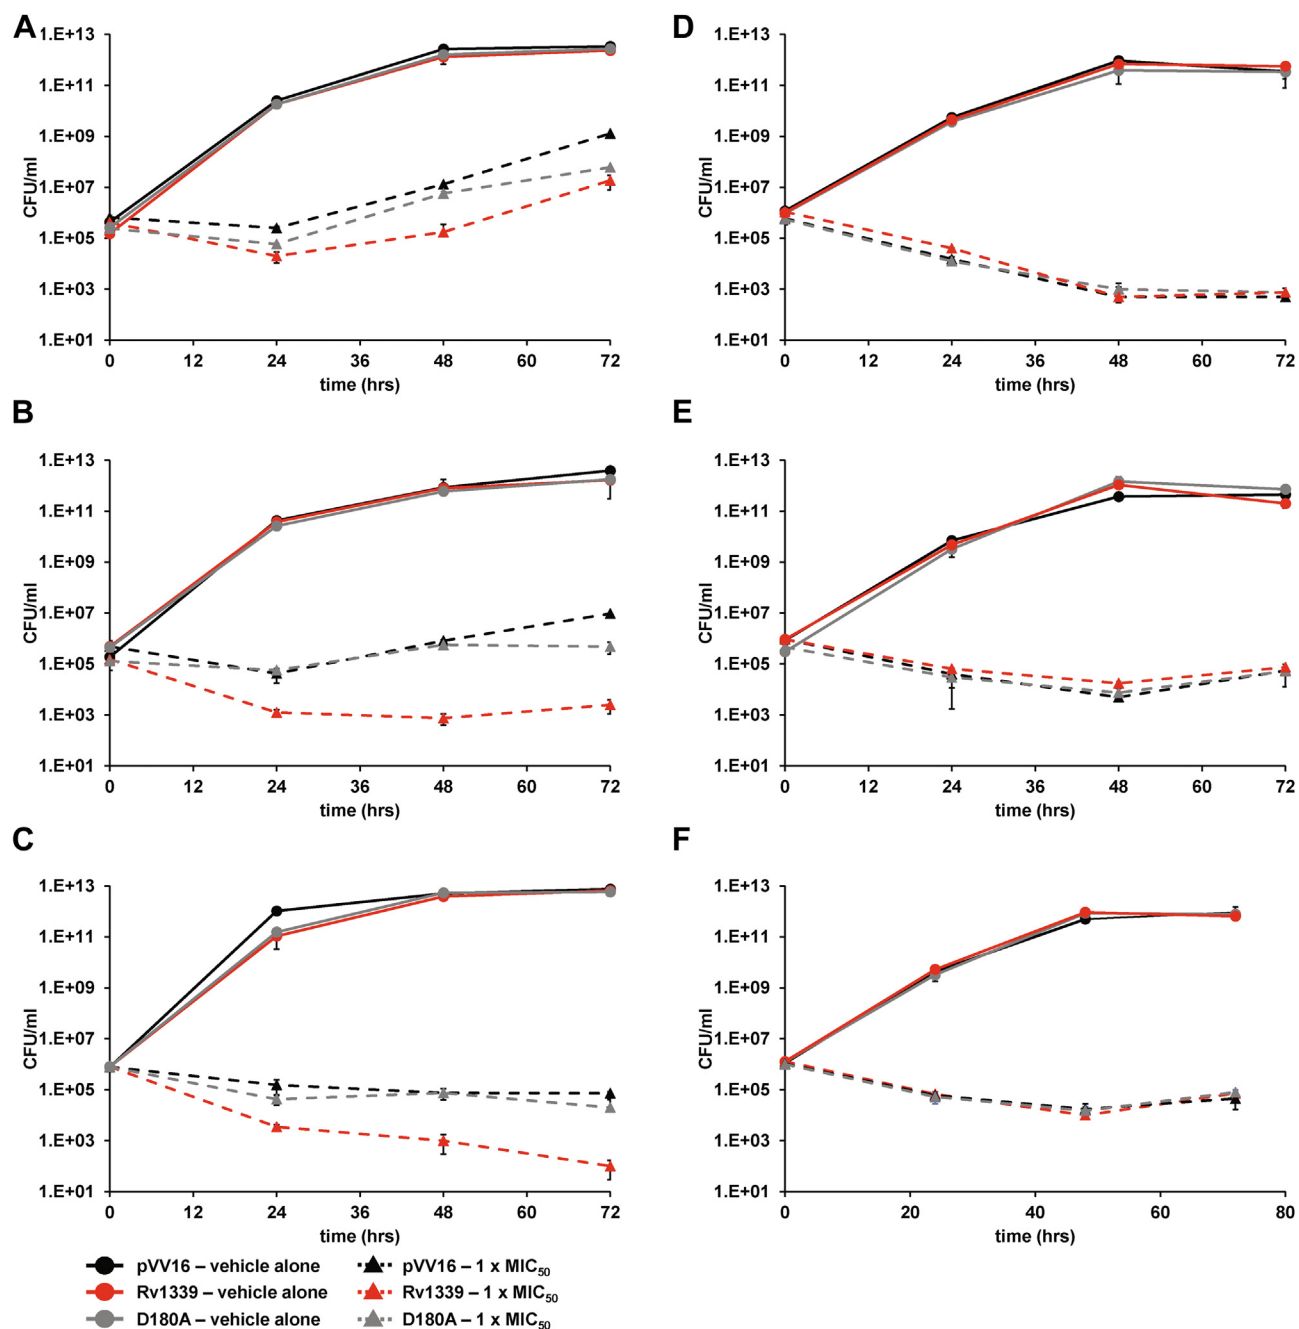 A
1.E+13
1.E+11
1.E+09
1.E+07
1.E+05
1.E+03
1.E+01
CFU/ml
0 12 24 36 48 60 72
time (hrs)
B
1.E+13
1.E+11
1.E+09
1.E+07
1.E+05
1.E+03
1.E+01
CFU/ml
0 12 24 36 48 60 72
time (hrs)
C
1.E+13
1.E+11
1.E+09
1.E+07
1.E+05
1.E+03
1.E+01
CFU/ml
0 12 24 36 48 60 72
time (hrs)
D
1.E+13
1.E+11
1.E+09
1.E+07
1.E+05
1.E+03
1.E+01
CFU/ml
0 12 24 36 48 60 72
time (hrs)
E
1.E+13
1.E+11
1.E+09
1.E+07
1.E+05
1.E+03
1.E+01
CFU/ml
0 12 24 36 48 60 72
time (hrs)
F
1.E+13
1.E+11
1.E+09
1.E+07
1.E+05
1.E+03
1.E+01
CFU/ml
0 20 40 60 80
time (hrs)
pVV16 – vehicle alone
Rv1339 – vehicle alone
D180A – vehicle alone
pVV16 – 1 x MIC₅₀
Rv1339 – 1 x MIC₅₀
D180A – 1 x MIC₅₀